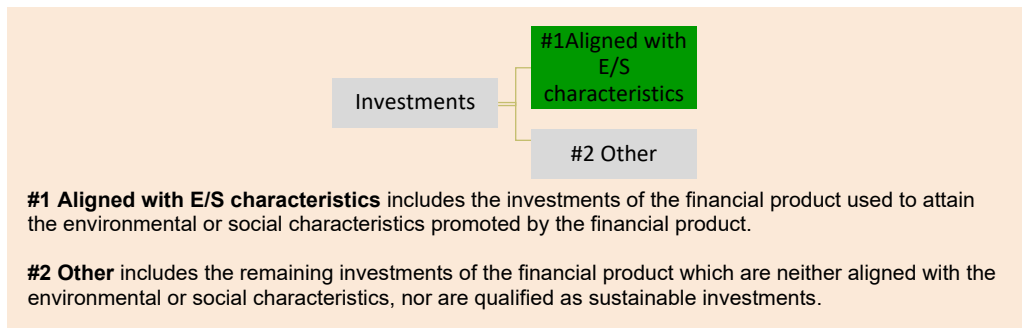 #1Aligned with
E/S
characteristics
Investments
#2 Other
#1 Aligned with E/S characteristics includes the investments of the financial product used to attain
the environmental or social characteristics promoted by the financial product.
#2 Other includes the remaining investments of the financial product which are neither aligned with the
environmental or social characteristics, nor are qualified as sustainable investments.